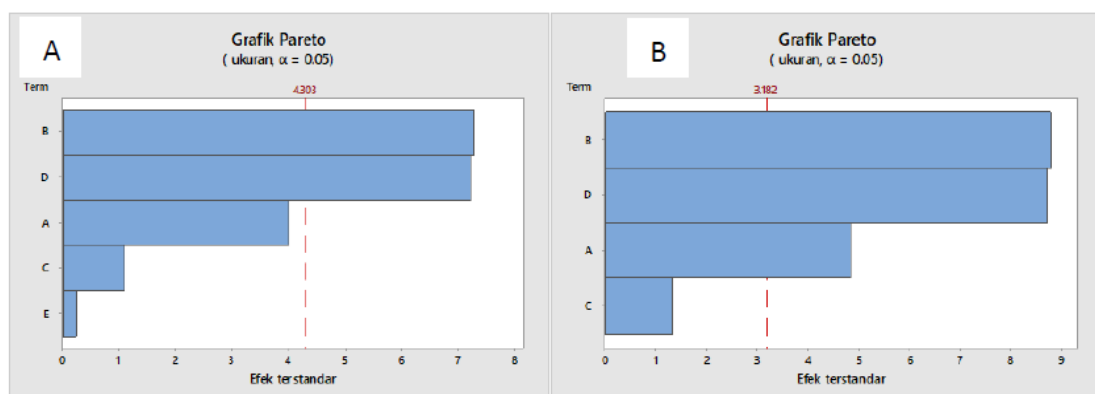 A
Grafik Pareto
( ukuran, α = 0.05)
Term
4.303
B
D
A
C
E
0 1 2 3 4 5 6 7 8
Efek terstandar
B
Grafik Pareto
( ukuran, α = 0.05)
Term
3.182
B
D
A
C
0 1 2 3 4 5 6 7 8 9
Efek terstandar